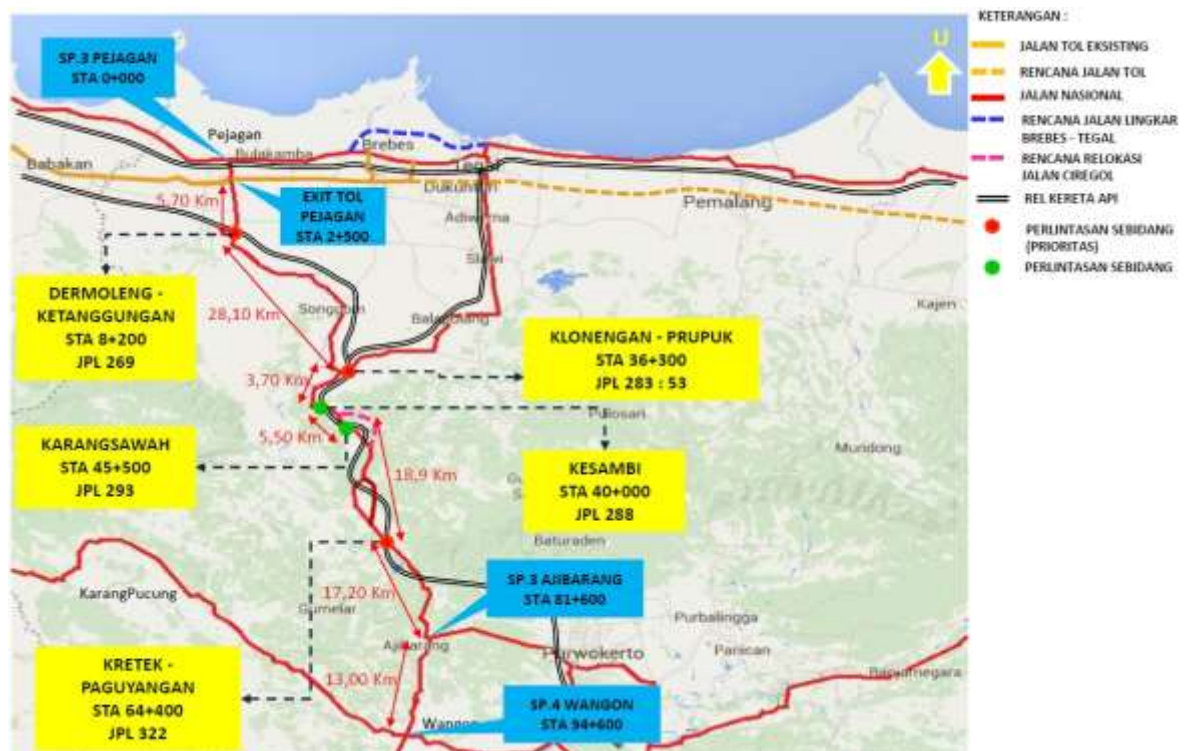 KETERANGAN :
JALAN TOL EKSISTING
RENCANA JALAN TOL
JALAN NASIONAL
RENCANA JALAN LINGKAR
BREBES - TEGAL
RENCANA RELOKASI
JALAN CIREGOL
REL KERETA API
PERLINTASAN SEBIDANG
(PRIORITAS)
PERLINTASAN SEBIDANG
U
SP.3 PEJAGAN
STA 0+000
Pejagan
Bulakamba
Brebes
Babakan
Dukuhturi
Pemalang
5,70 Km
EXIT TOL
PEJAGAN
STA 2+500
Adiwerna
Slawi
DERMOLENG -
KETANGGUNGAN
STA 8+200
JPL 269
28,10 Km
Songgom
Balapulang
Kajen
KLONENGAN - PRUPUK
STA 36+300
JPL 283 : 53
3,70 Km
5,50 Km
Mundong
KARANGSAWAH
STA 45+500
JPL 293
18,9 Km
KESAMBI
STA 40+000
JPL 288
Baturaden
SP.3 AJIBARANG
STA 81+600
KarangPucung
17,20 Km
Gumelar
Purbalingga
Ajibarang
Purwokerto
Panican
Banjarnegara
KRETEK -
PAGUYANGAN
STA 64+400
JPL 322
13,00 Km
Wangon
SP.4 WANGON
STA 94+600